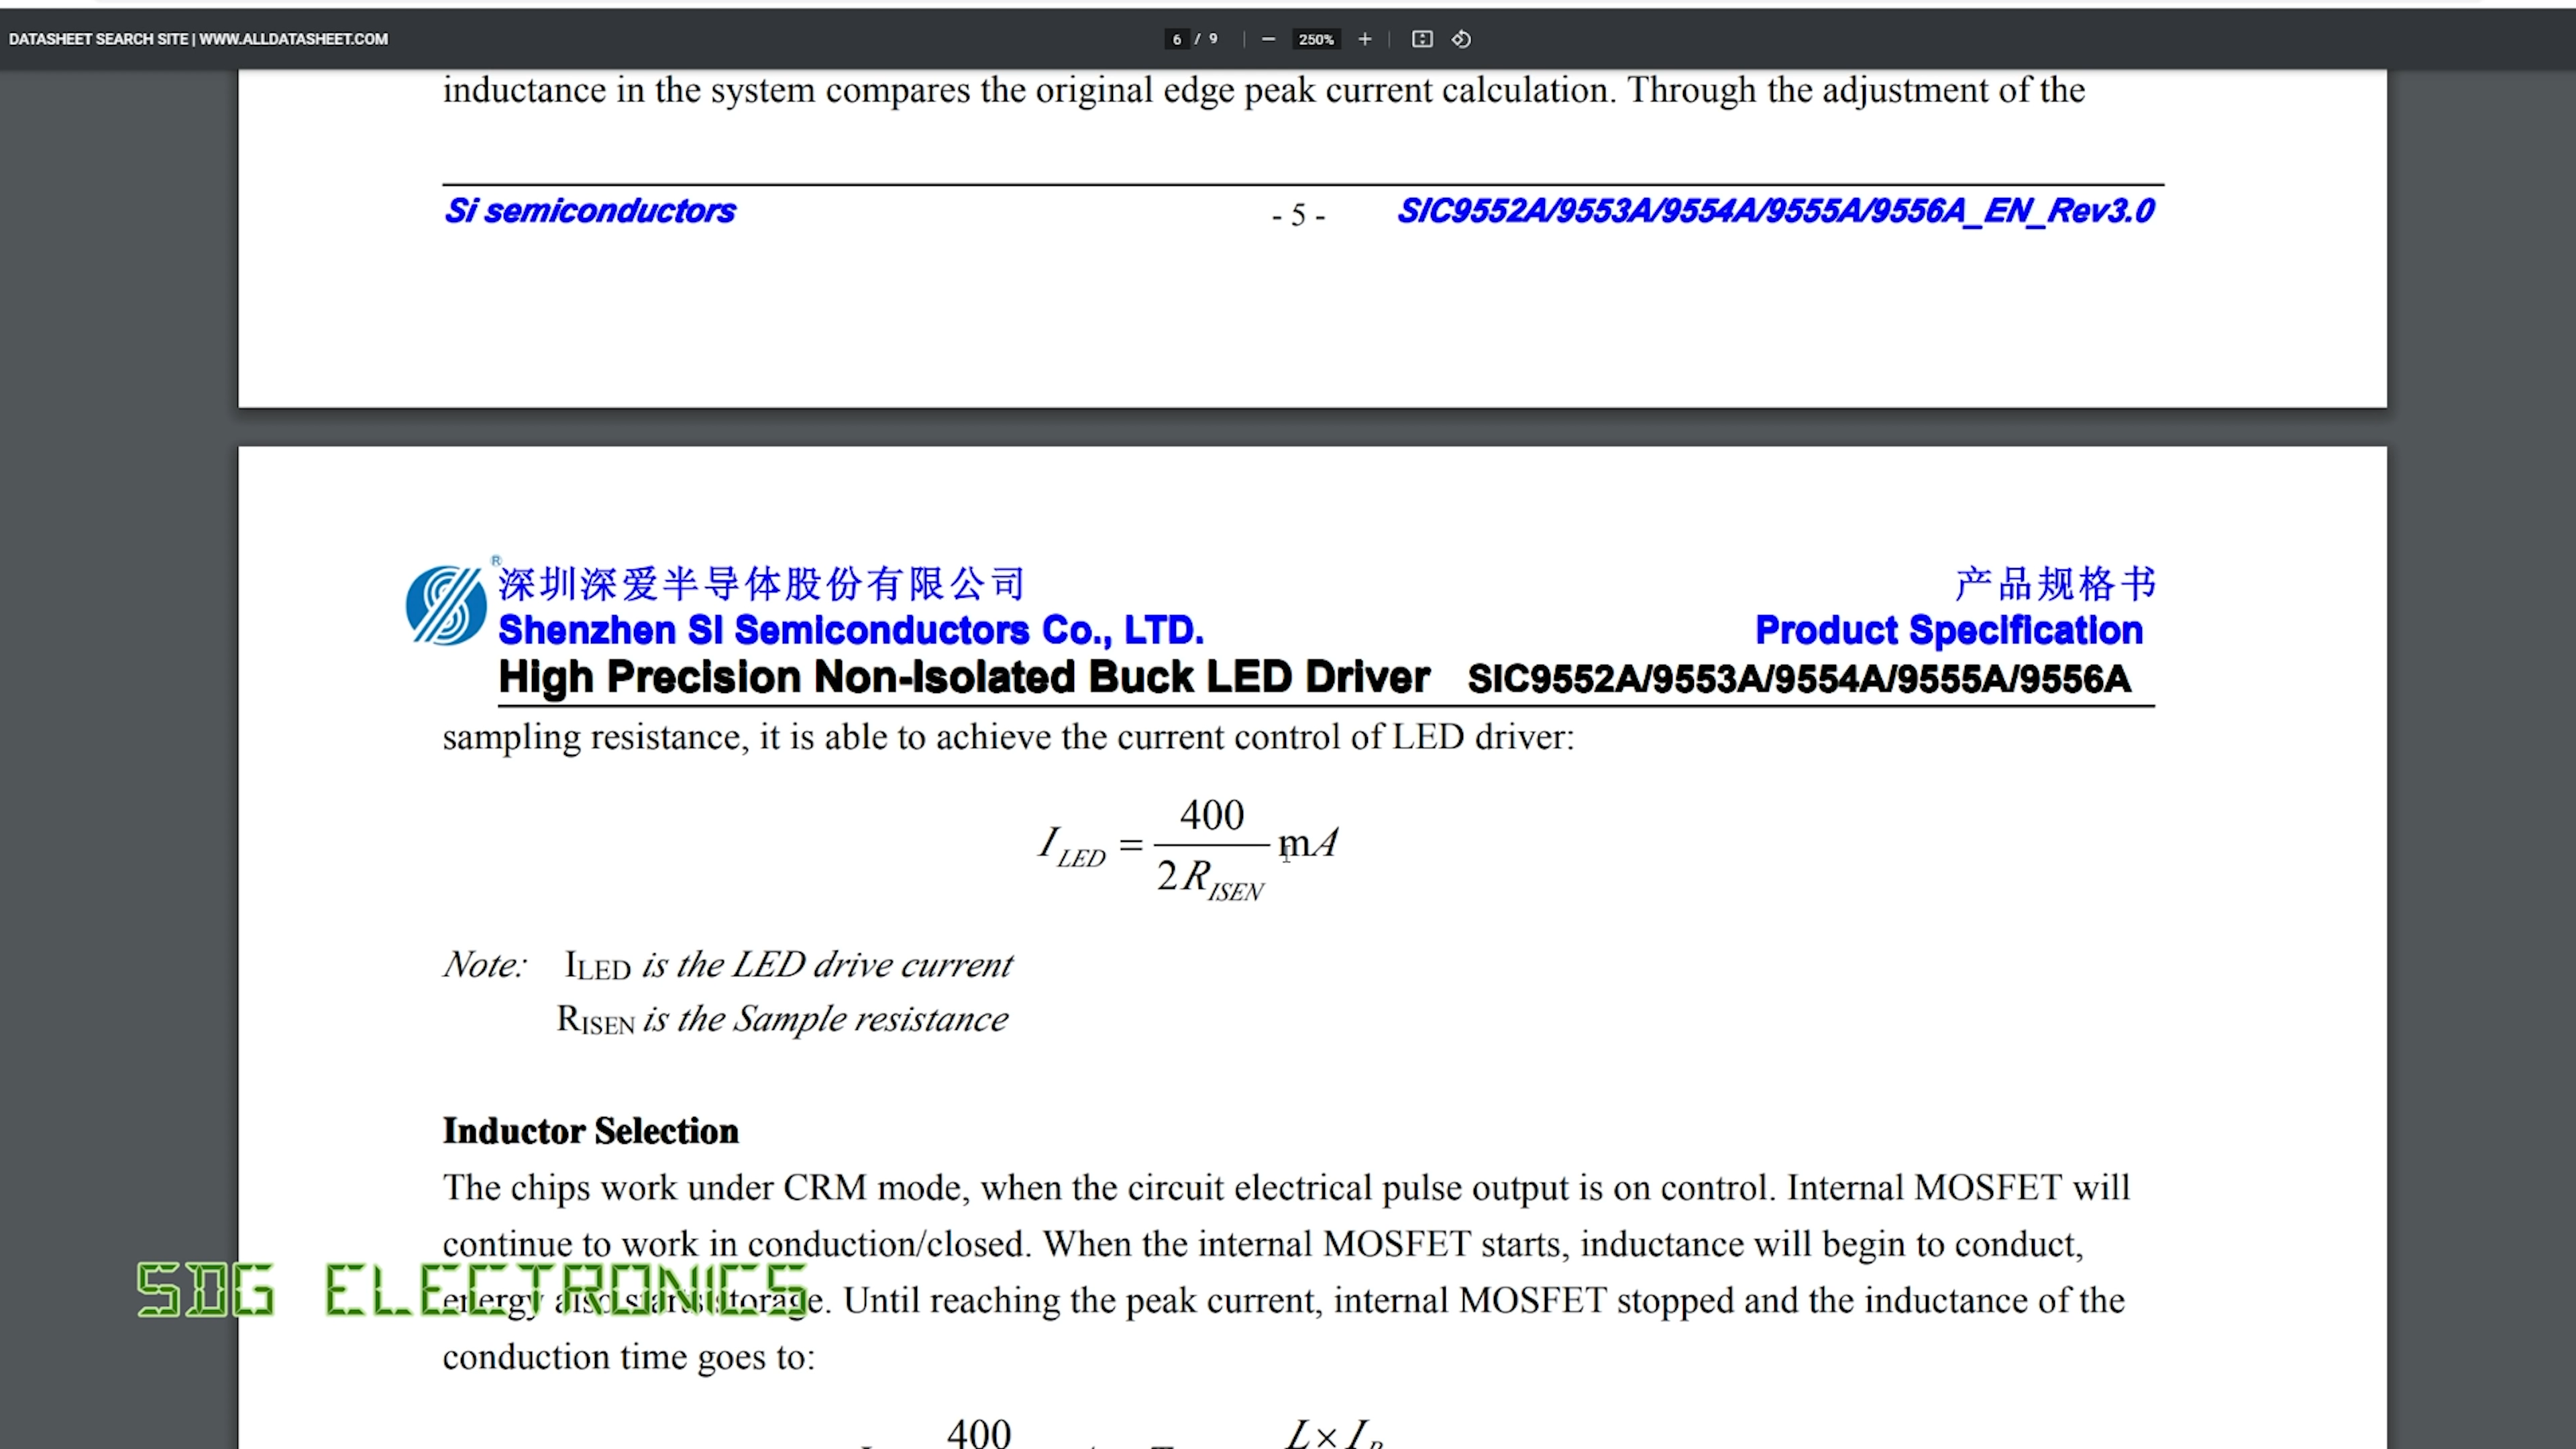 DATASHEET SEARCH SITE | WWW.ALLDATASHEET.COM
6 / 9 — 250% +
inductance in the system compares the original edge peak current calculation. Through the adjustment of the
Si semiconductors - 5 - SIC9552A/9553A/9554A/9555A/9556A_EN_Rev3.0
® 深圳深爱半导体股份有限公司 产品规格书
Shenzhen SI Semiconductors Co., LTD. Product Specification
High Precision Non-Isolated Buck LED Driver SIC9552A/9553A/9554A/9555A/9556A
sampling resistance, it is able to achieve the current control of LED driver:
400
I LED = mA
2 R ISEN
Note: ILED is the LED drive current
RISEN is the Sample resistance
Inductor Selection
The chips work under CRM mode, when the circuit electrical pulse output is on control. Internal MOSFET will
continue to work in conduction/closed. When the internal MOSFET starts, inductance will begin to conduct,
energy also starts storage. Until reaching the peak current, internal MOSFET stopped and the inductance of the
SDG ELECTRONICS
conduction time goes to:
400 L × I P